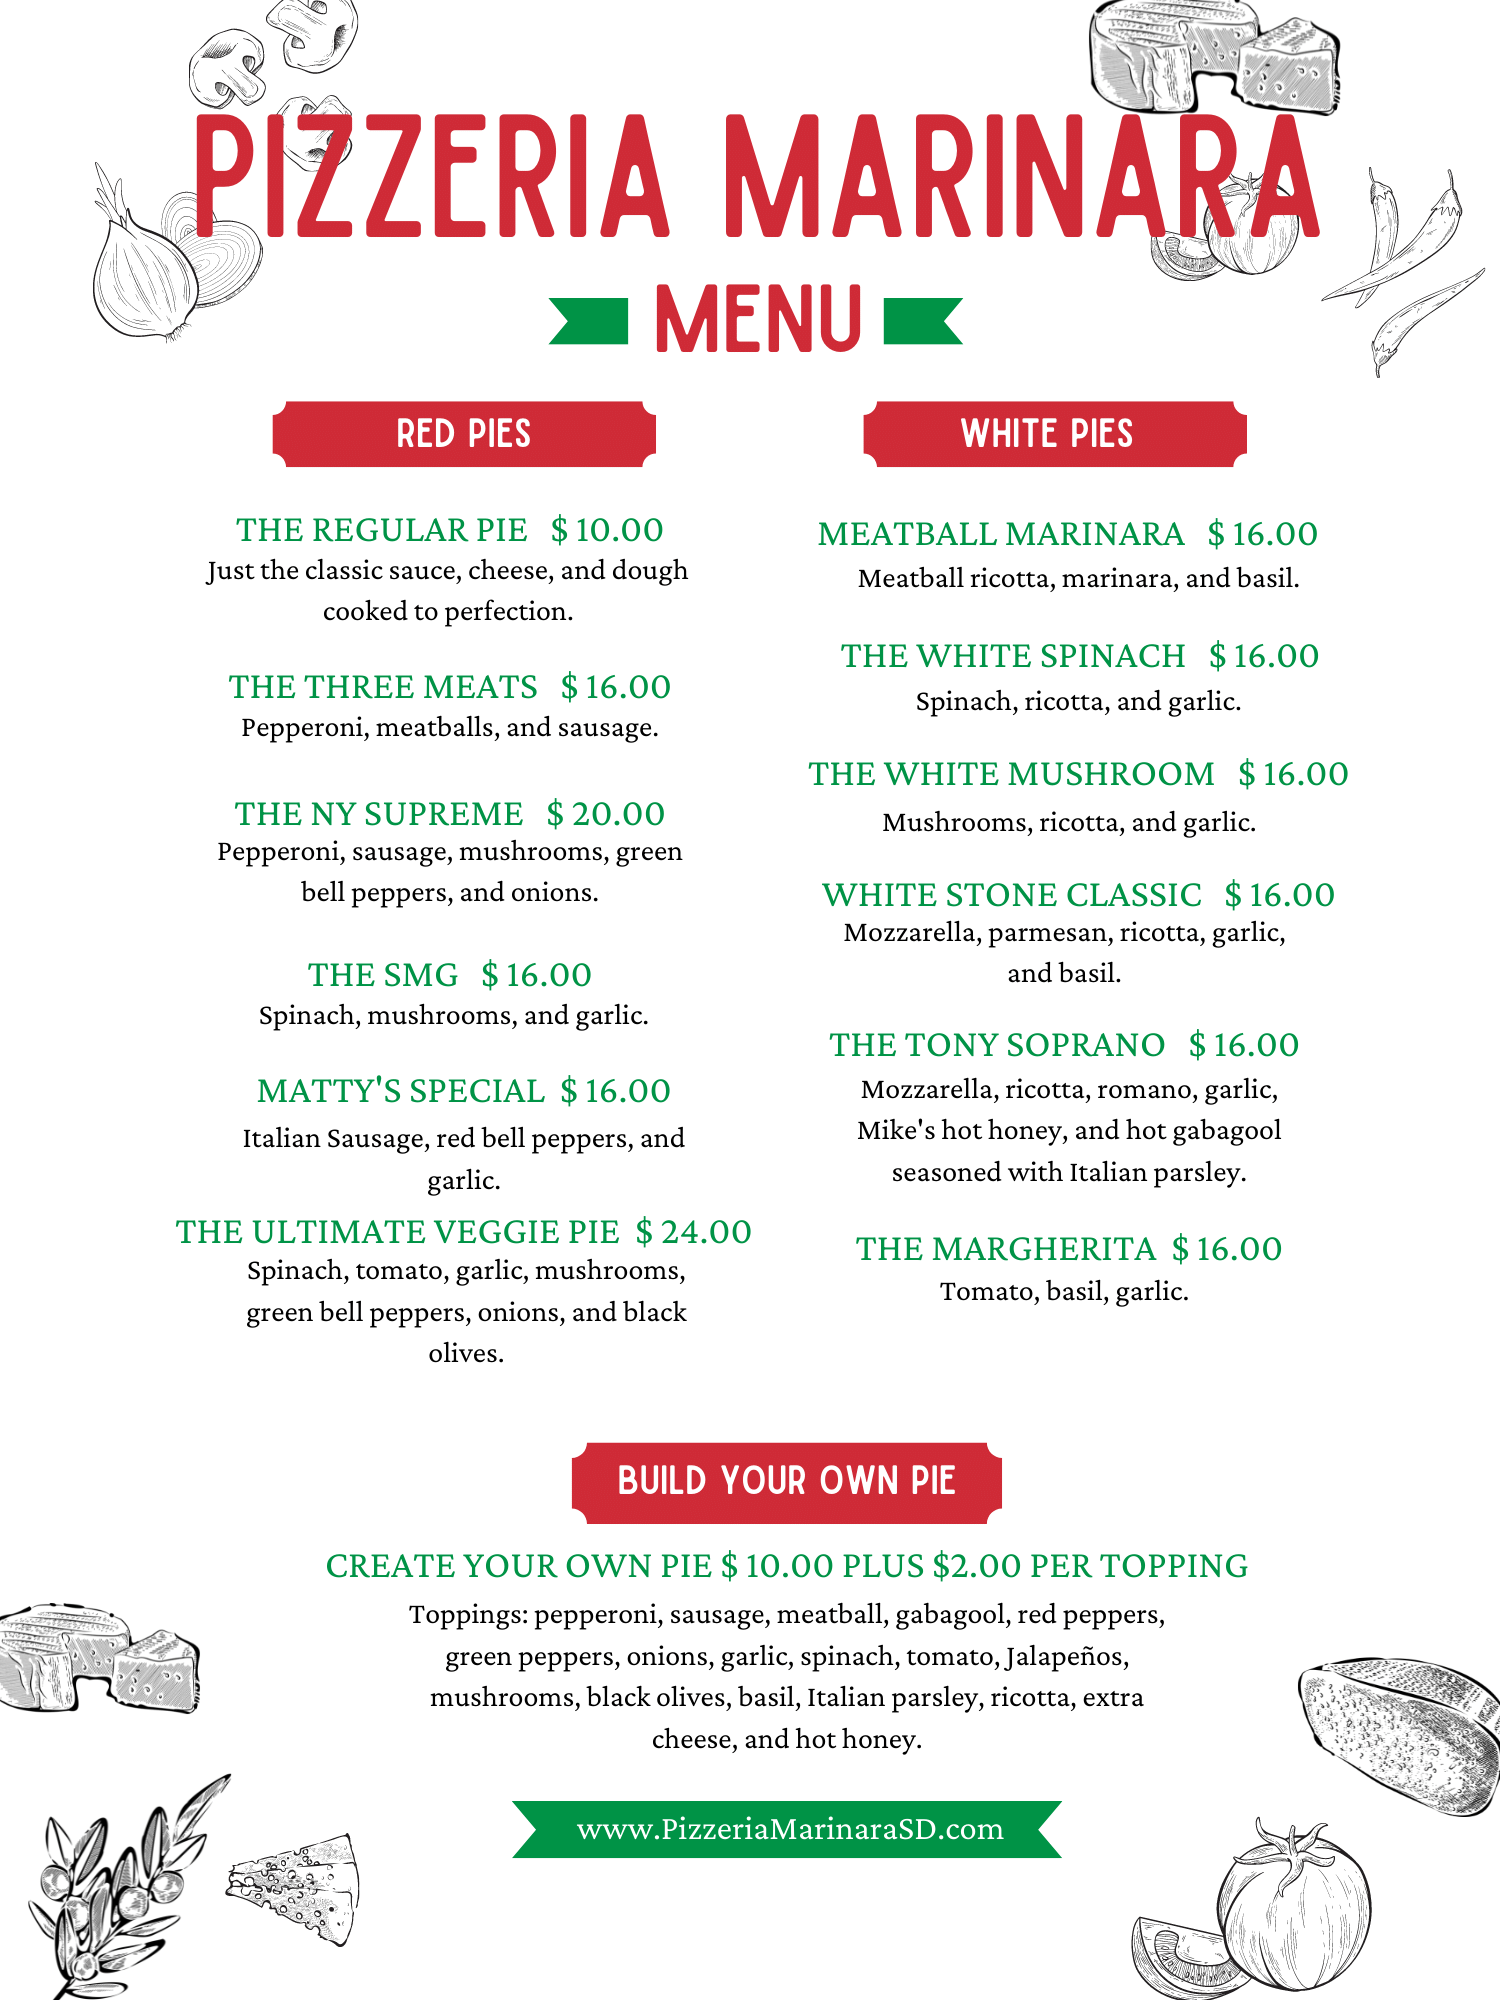 PIZZERIA MARINARA
MENU
RED PIES
THE REGULAR PIE $ 10.00
Just the classic sauce, cheese, and dough
cooked to perfection.
THE THREE MEATS $ 16.00
Pepperoni, meatballs, and sausage.
THE NY SUPREME $ 20.00
Pepperoni, sausage, mushrooms, green
bell peppers, and onions.
THE SMG $ 16.00
Spinach, mushrooms, and garlic.
MATTY'S SPECIAL $ 16.00
Italian Sausage, red bell peppers, and
garlic.
THE ULTIMATE VEGGIE PIE $ 24.00
Spinach, tomato, garlic, mushrooms,
green bell peppers, onions, and black
olives.
WHITE PIES
MEATBALL MARINARA $ 16.00
Meatball ricotta, marinara, and basil.
THE WHITE SPINACH $ 16.00
Spinach, ricotta, and garlic.
THE WHITE MUSHROOM $ 16.00
Mushrooms, ricotta, and garlic.
WHITE STONE CLASSIC $ 16.00
Mozzarella, parmesan, ricotta, garlic,
and basil.
THE TONY SOPRANO $ 16.00
Mozzarella, ricotta, romano, garlic,
Mike's hot honey, and hot gabagool
seasoned with Italian parsley.
THE MARGHERITA $ 16.00
Tomato, basil, garlic.
BUILD YOUR OWN PIE
CREATE YOUR OWN PIE $ 10.00 PLUS $2.00 PER TOPPING
Toppings: pepperoni, sausage, meatball, gabagool, red peppers,
green peppers, onions, garlic, spinach, tomato, Jalapeños,
mushrooms, black olives, basil, Italian parsley, ricotta, extra
cheese, and hot honey.
www.PizzeriaMarinaraSD.com